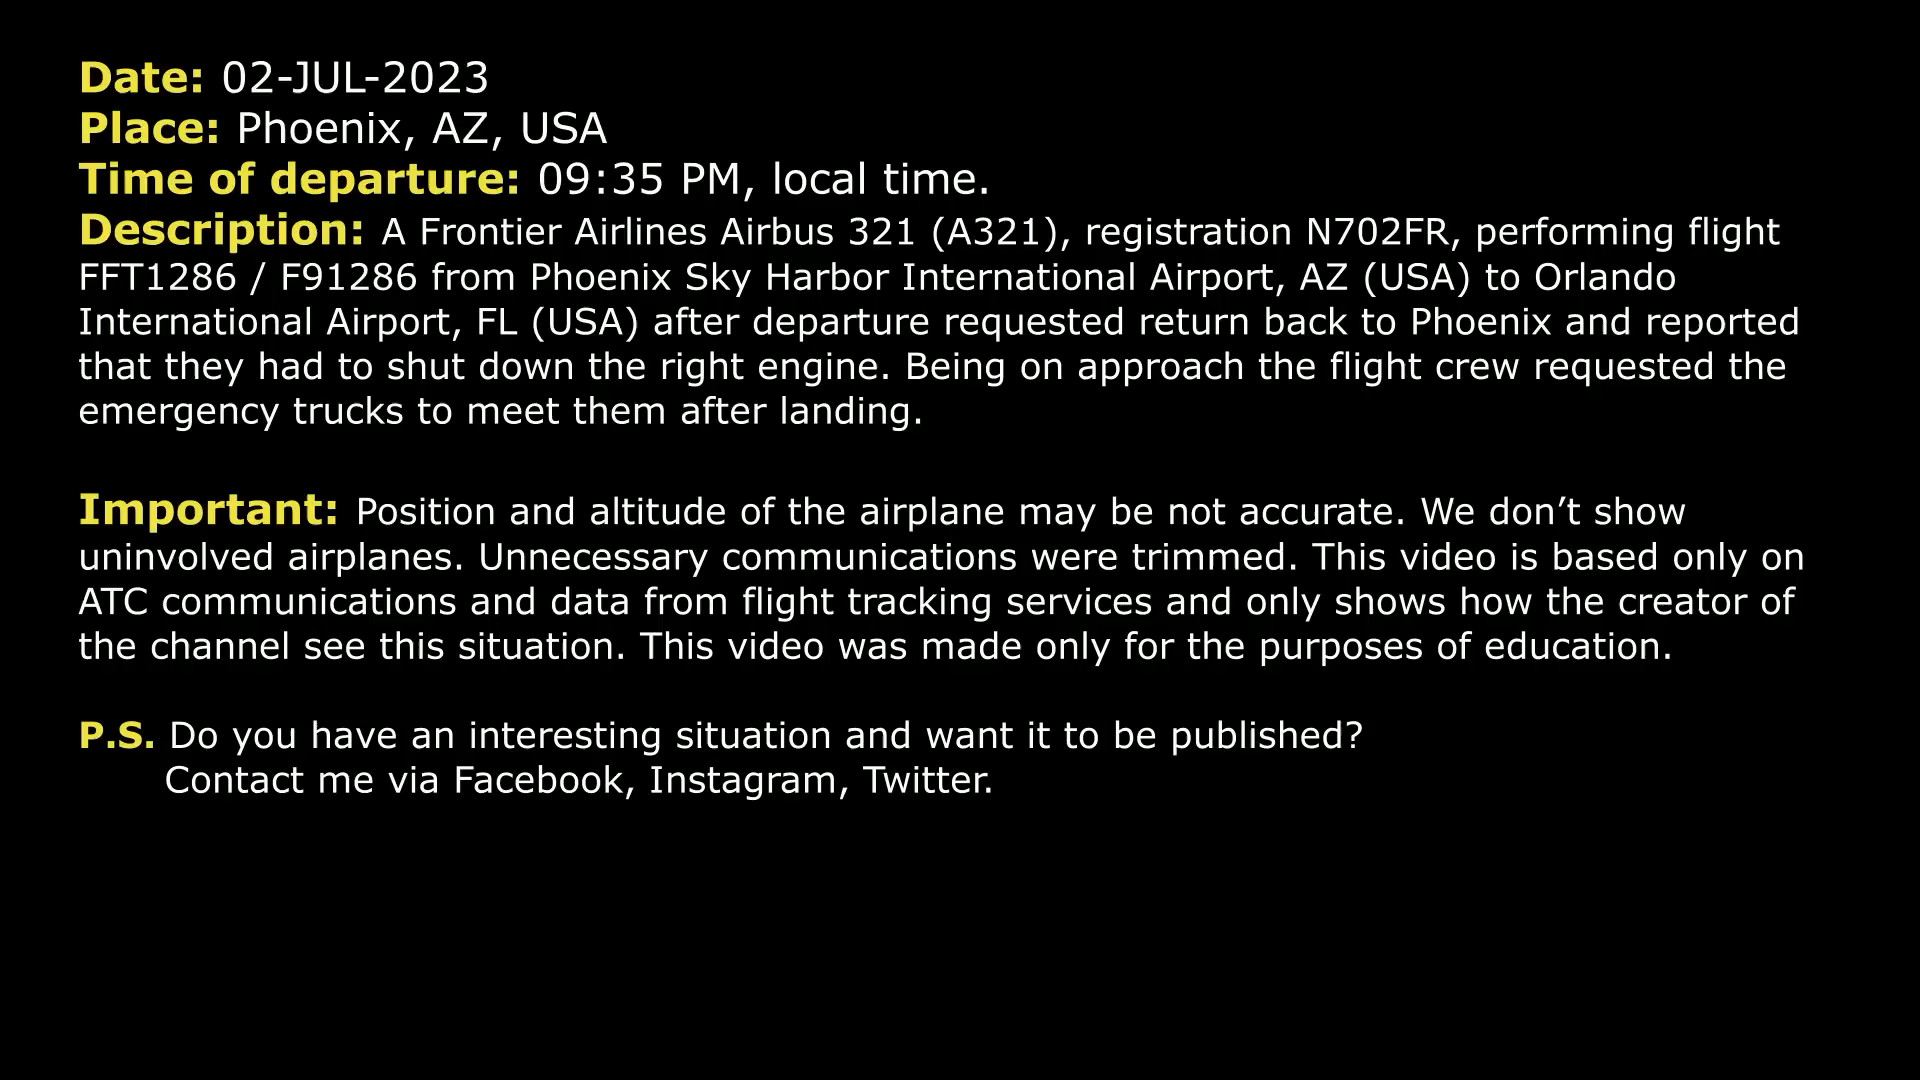 Date: 02-JUL-2023
Place: Phoenix, AZ, USA
Time of departure: 09:35 PM, local time.
Description: A Frontier Airlines Airbus 321 (A321), registration N702FR, performing flight
FFT1286 / F91286 from Phoenix Sky Harbor International Airport, AZ (USA) to Orlando
International Airport, FL (USA) after departure requested return back to Phoenix and reported
that they had to shut down the right engine. Being on approach the flight crew requested the
emergency trucks to meet them after landing.
Important: Position and altitude of the airplane may be not accurate. We don’t show
uninvolved airplanes. Unnecessary communications were trimmed. This video is based only on
ATC communications and data from flight tracking services and only shows how the creator of
the channel see this situation. This video was made only for the purposes of education.
P.S. Do you have an interesting situation and want it to be published?
Contact me via Facebook, Instagram, Twitter.